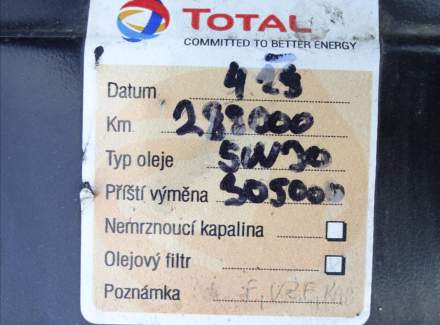 TOTAL
COMMITTED TO BETTER ENERGY
Datum 4 23
Km 288000
Typ oleje 5W30
Příští výměna 305000
Nemrznoucí kapalina
Olejový filtr
Poznámka